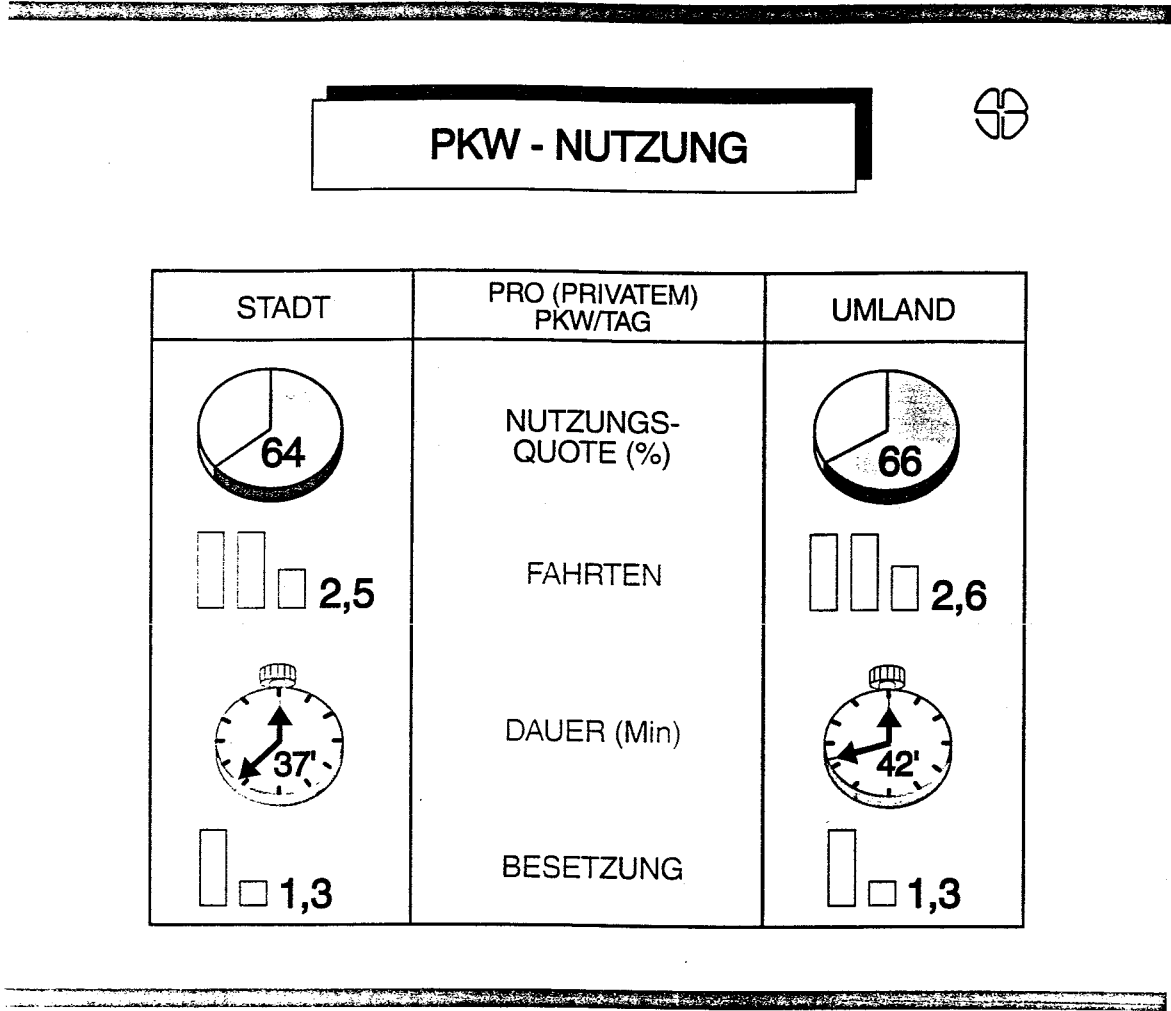 PKW - NUTZUNG
STADT
PRO (PRIVATEM)
PKW/TAG
UMLAND
64
NUTZUNGS-
QUOTE (%)
66
2,5
FAHRTEN
2,6
37'
DAUER (Min)
42'
1,3
BESETZUNG
1,3